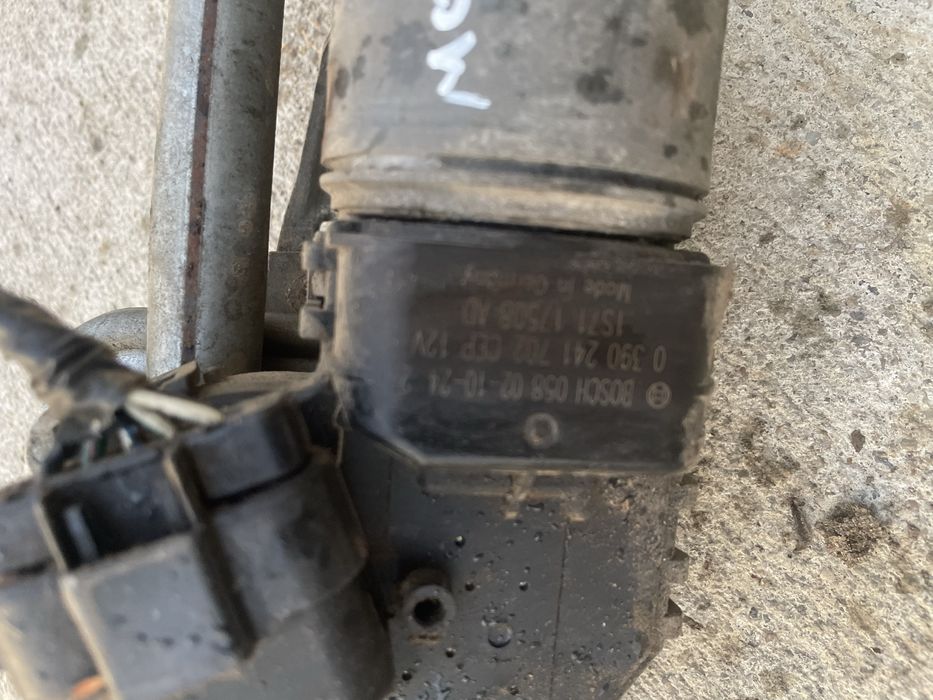 BOSCH 058 02-10-24
0 390 241 702 CEP 12V
1S71 17508 AD
Made in Germany